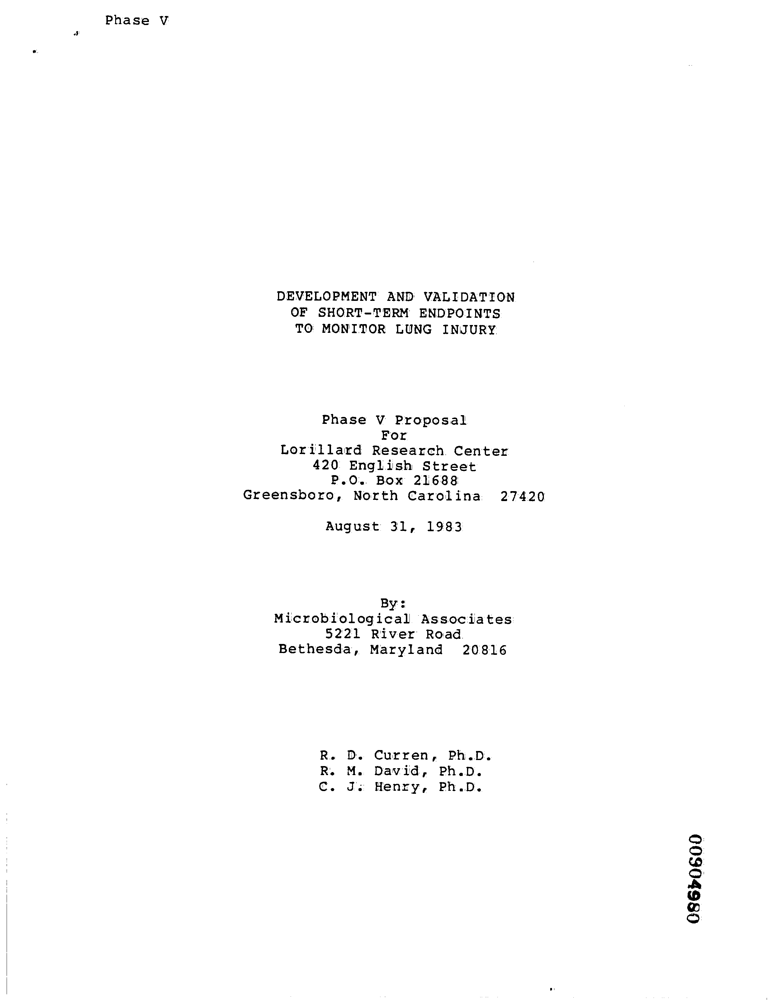 Phase V
DEVELOPMENT AND VALIDATION
OF SHORT-TERM ENDPOINTS
TO MONITOR LUNG INJURY
Phase V Proposal
For
Lorillard Research Center
420 English Street
P.O. Box 21688
Greensboro, North Carolina 27420
August 31, 1983
By:
Microbiological Associates
5221 River Road
Bethesda, Maryland 20816
R. D. Curren, Ph.D.
R. M. David, Ph.D.
C. J. Henry, Ph.D.
00904980